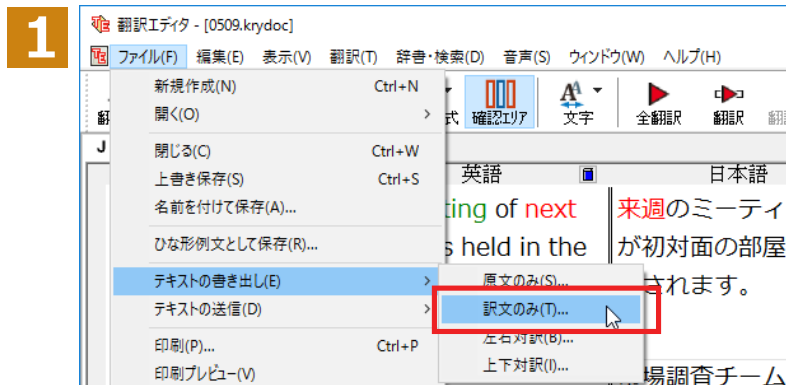 1
翻訳エディタ - [0509.krydoc]
ファイル(F) 編集(E) 表示(V) 翻訳(T) 辞書・検索(D) 音声(S) ウィンドウ(W) ヘルプ(H)
新規作成(N) Ctrl+N
開く(O) >
閉じる(C) Ctrl+W
上書き保存(S) Ctrl+S
名前を付けて保存(A)...
ひな形例文として保存(R)...
テキストの書き出し(E) >
テキストの送信(D) >
印刷(P)... Ctrl+P
印刷プレビュー(V)
原文のみ(S)...
訳文のみ(T)...
左右対訳(B)...
上下対訳(I)...
式 確認エリア 文字 全翻訳 翻訳
J
英語 日本語
ting of next 来週のミーティ
s held in the が初対面の部屋
されます。
場調査チーム